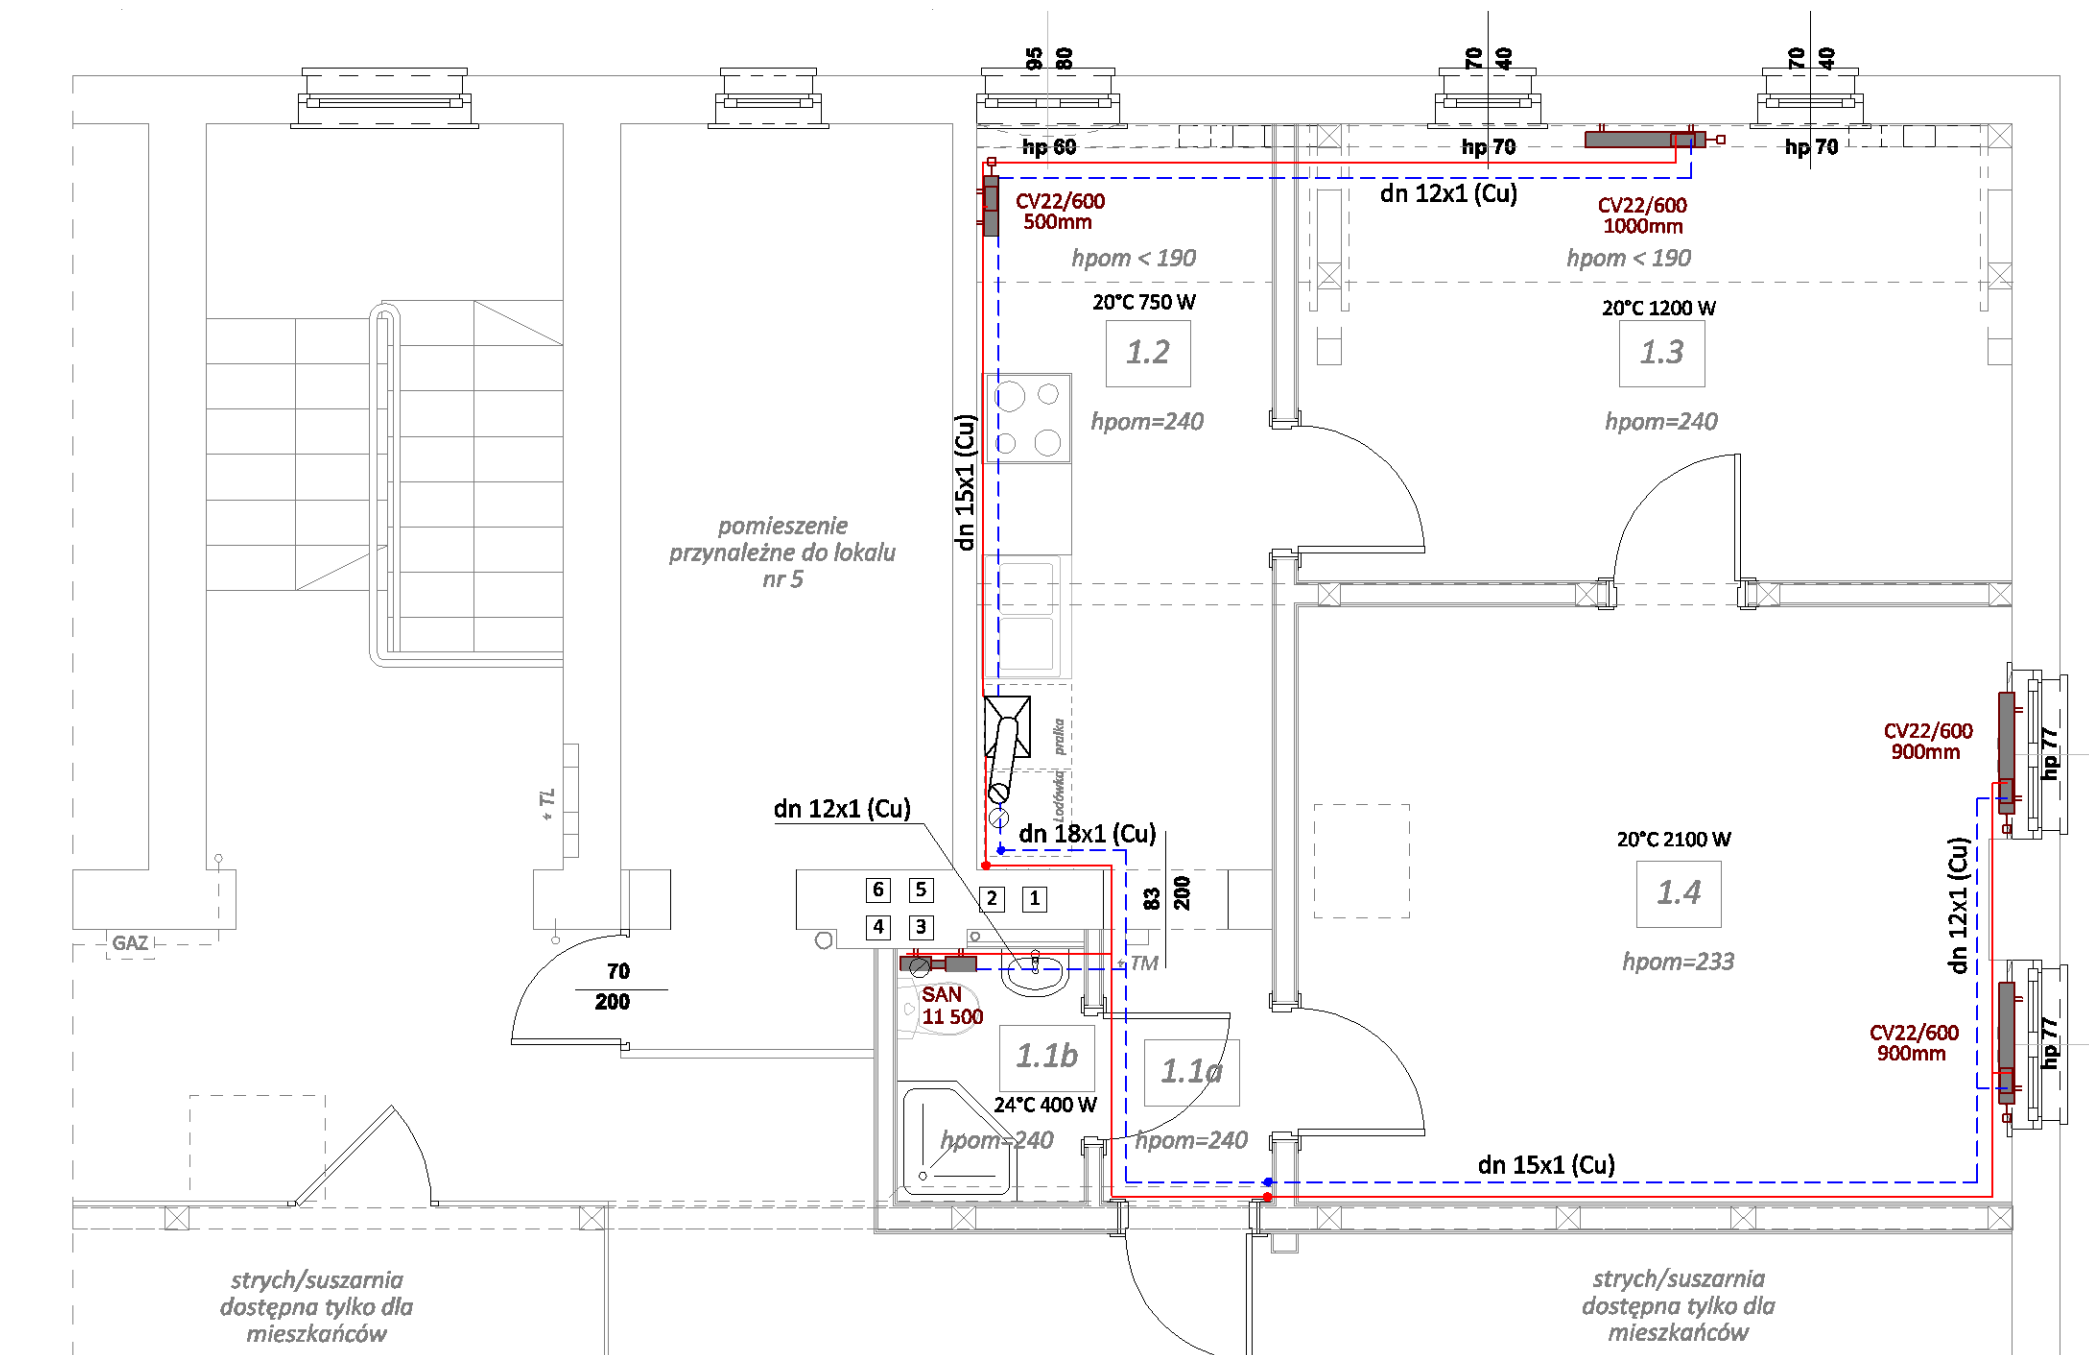 95
80
70
40
70
40
hp 60
hp 70
hp 70
dn 12x1 (Cu)
CV22/600
500mm
CV22/600
1000mm
hpom < 190
hpom < 190
20°C 750 W
20°C 1200 W
1.2
1.3
hpom=240
hpom=240
dn 15x1 (Cu)
pomieszenie
przynależne do lokalu
nr 5
pralka
Lodówka
TL
CV22/600
900mm
hp 77
dn 12x1 (Cu)
dn 18x1 (Cu)
20°C 2100 W
1.4
hpom=233
dn 12x1 (Cu)
83
200
6
5
2
1
4
3
GAZ
TM
70
200
SAN
11 500
CV22/600
900mm
hp 77
1.1b
1.1a
24°C 400 W
hpom=240
hpom=240
dn 15x1 (Cu)
strych/suszarnia
dostępna tylko dla
mieszkańców
strych/suszarnia
dostępna tylko dla
mieszkańców